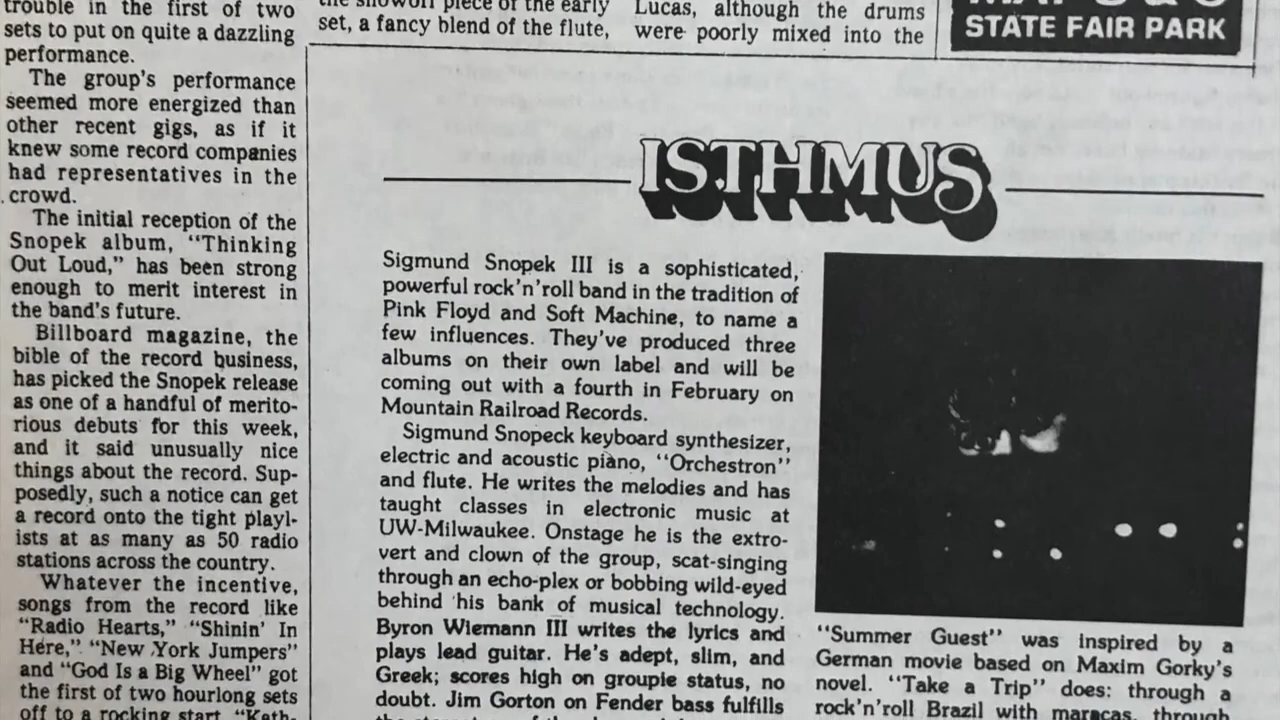 trouble in the first of two
sets to put on quite a dazzling
performance.
The group's performance
seemed more energized than
other recent gigs, as if it
knew some record companies
had representatives in the
crowd.
The initial reception of the
Snopek album, "Thinking
Out Loud," has been strong
enough to merit interest in
the band's future.
Billboard magazine, the
bible of the record business,
has picked the Snopek release
as one of a handful of merito-
rious debuts for this week,
and it said unusually nice
things about the record. Sup-
posedly, such a notice can get
a record onto the tight playl-
ists at as many as 50 radio
stations across the country.
Whatever the incentive,
songs from the record like
"Radio Hearts," "Shinin' In
Here," "New York Jumpers"
and "God Is a Big Wheel" got
the first of two hourlong sets
off to a rocking start. "Kath-
the showoff piece of the early
set, a fancy blend of the flute,
Lucas, although the drums
were poorly mixed into the
STATE FAIR PARK
ISTHMUS
Sigmund Snopek III is a sophisticated,
powerful rock'n'roll band in the tradition of
Pink Floyd and Soft Machine, to name a
few influences. They've produced three
albums on their own label and will be
coming out with a fourth in February on
Mountain Railroad Records.
Sigmund Snopeck keyboard synthesizer,
electric and acoustic piano, "Orchestron"
and flute. He writes the melodies and has
taught classes in electronic music at
UW-Milwaukee. Onstage he is the extro-
vert and clown of the group, scat-singing
through an echo-plex or bobbing wild-eyed
behind his bank of musical technology.
Byron Wiemann III writes the lyrics and
plays lead guitar. He's adept, slim, and
Greek; scores high on groupie status, no
doubt. Jim Gorton on Fender bass fulfills
"Summer Guest" was inspired by a
German movie based on Maxim Gorky's
novel. "Take a Trip" does: through a
rock'n'roll Brazil with maracas, through